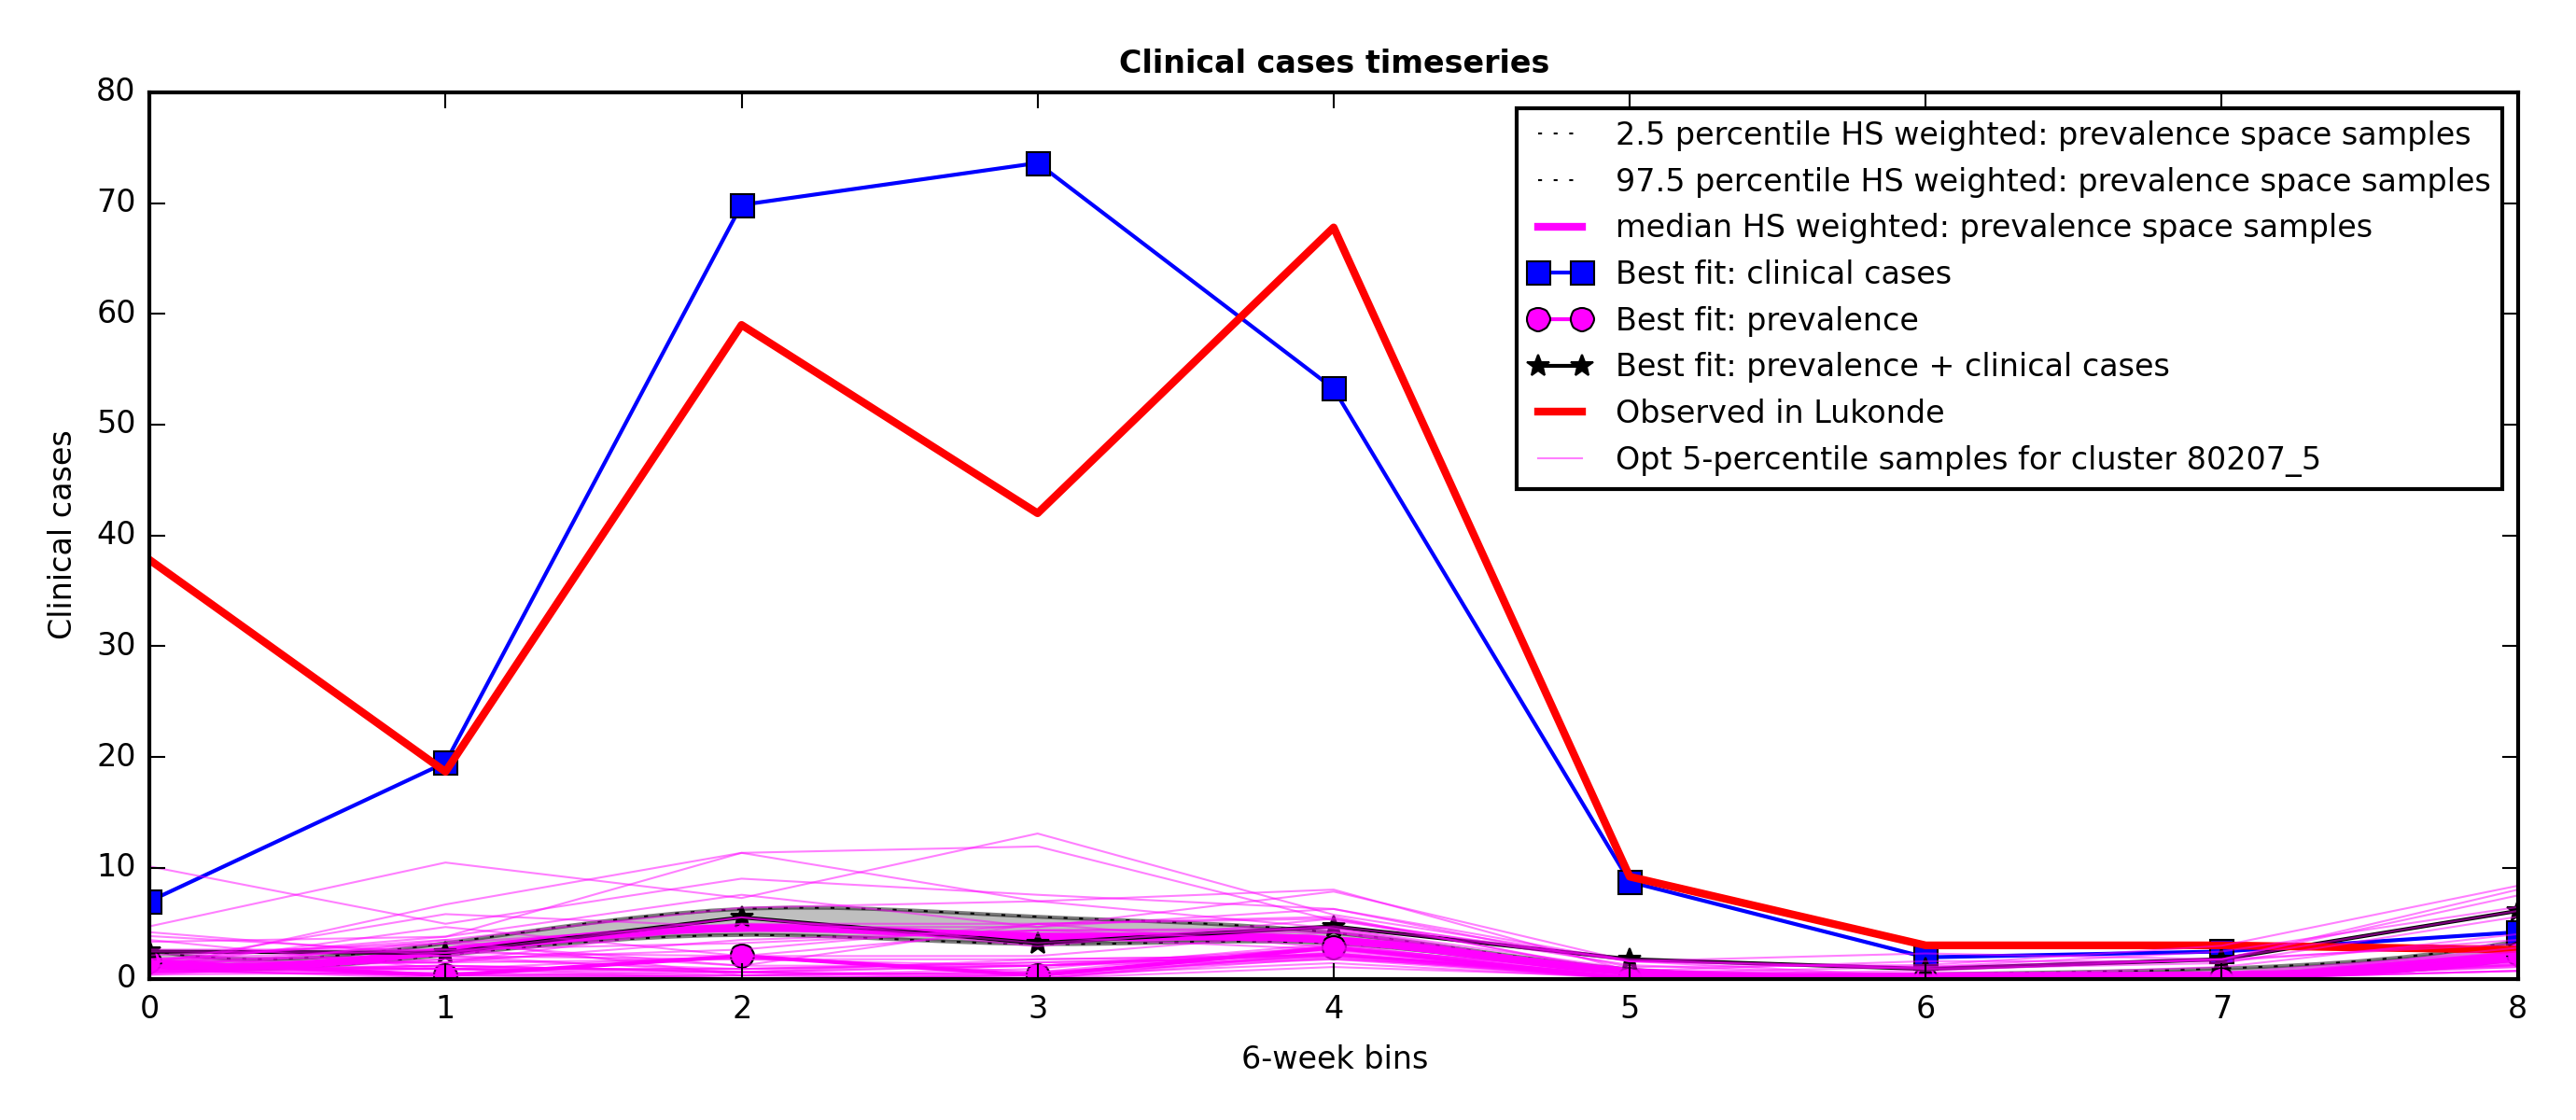 Clinical cases timeseries
80
70
60
50
40
30
20
10
0
Clinical cases
2.5 percentile HS weighted: prevalence space samples
97.5 percentile HS weighted: prevalence space samples
median HS weighted: prevalence space samples
Best fit: clinical cases
Best fit: prevalence
Best fit: prevalence + clinical cases
Observed in Lukonde
Opt 5-percentile samples for cluster 80207_5
0 1 2 3 4 5 6 7 8
6-week bins